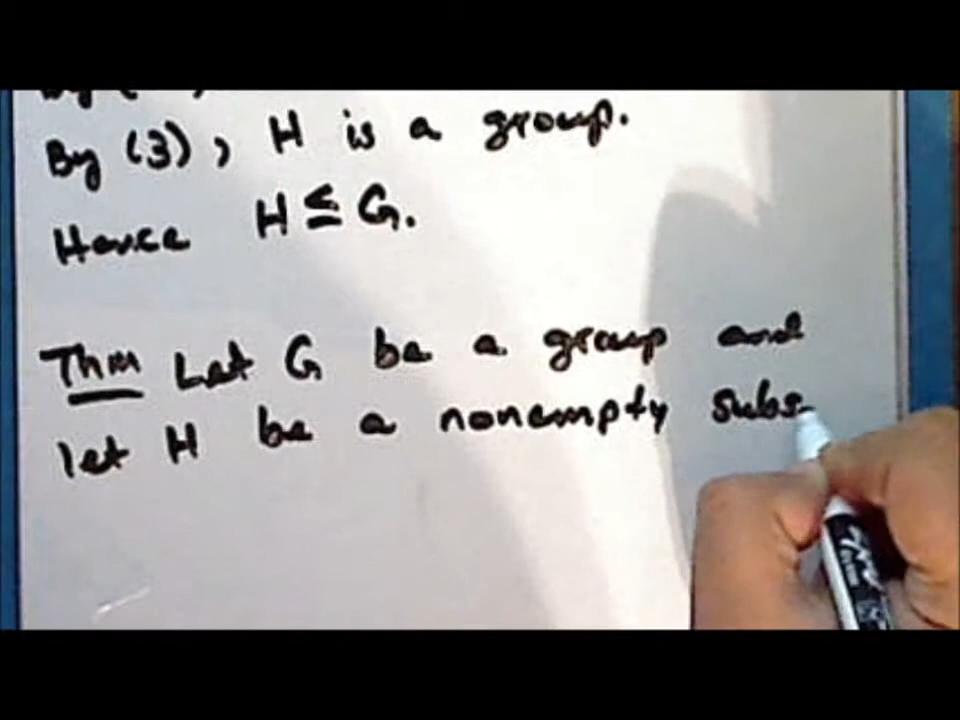 By (3), H is a group.
Hence H ≤ G.
Thm Let G be a group and
let H be a nonempty subs